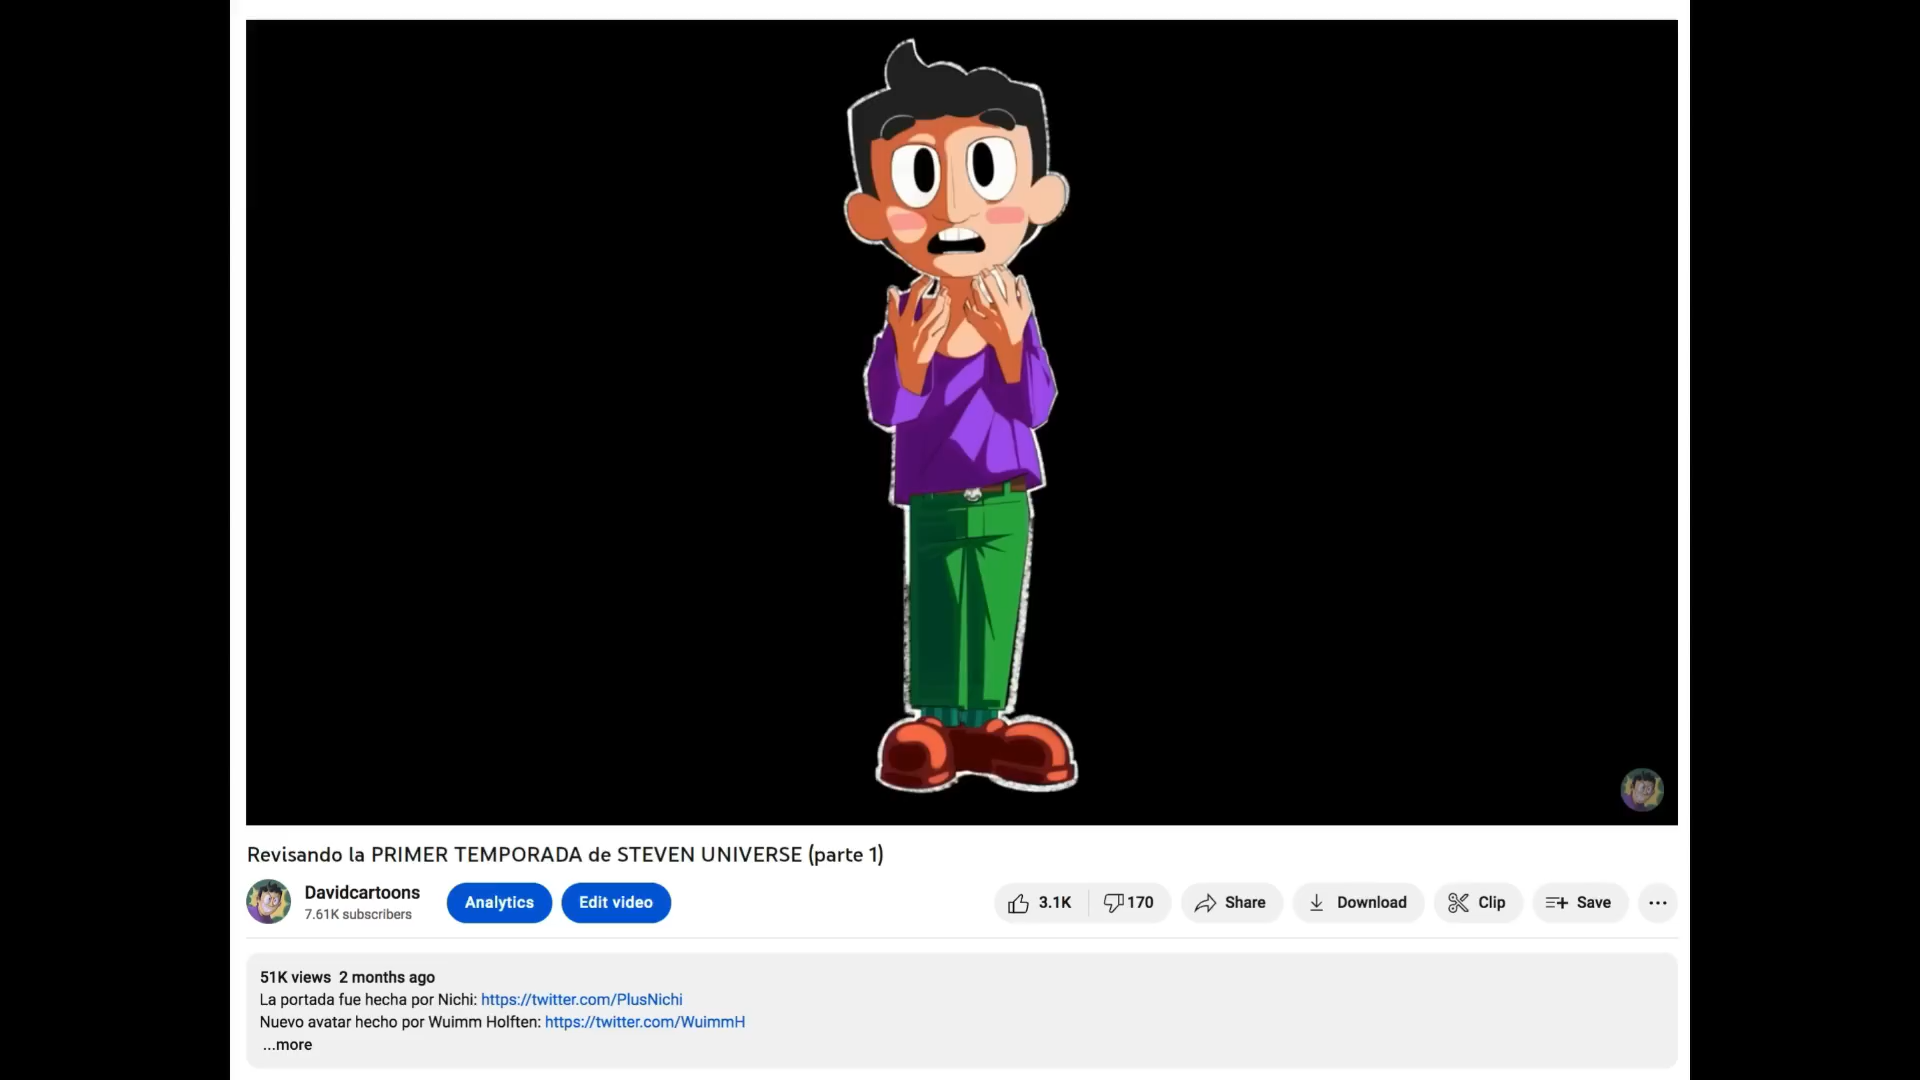 Revisando la PRIMER TEMPORADA de STEVEN UNIVERSE (parte 1)
Davidcartoons
7.61K subscribers
Analytics
Edit video
3.1K
170
Share
Download
Clip
Save
51K views 2 months ago
La portada fue hecha por Nichi: https://twitter.com/PlusNichi
Nuevo avatar hecho por Wuimm Holften: https://twitter.com/WuimmH
...more